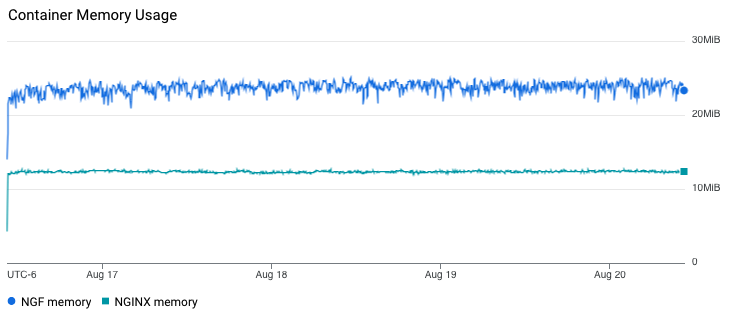 Container Memory Usage
30MiB
20MiB
10MiB
0
UTC-6 Aug 17 Aug 18 Aug 19 Aug 20
NGF memory NGINX memory